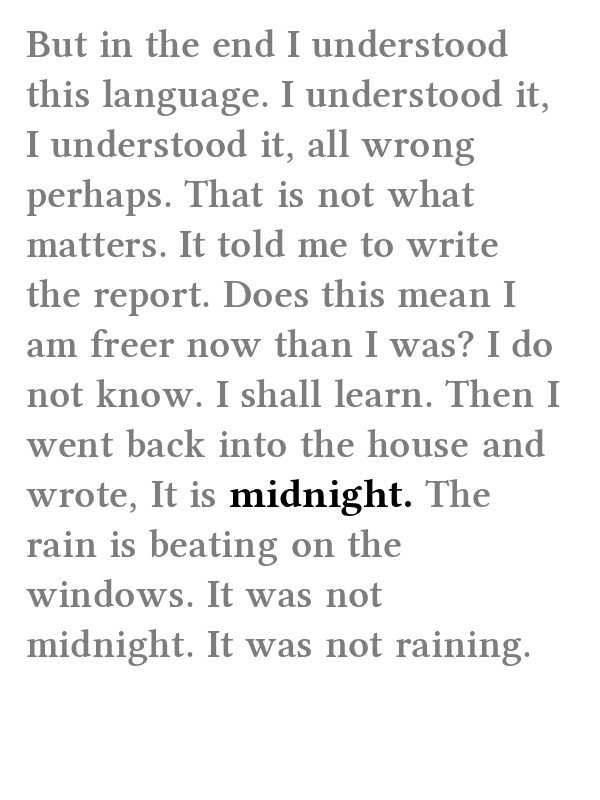 But in the end I understood
this language. I understood it,
I understood it, all wrong
perhaps. That is not what
matters. It told me to write
the report. Does this mean I
am freer now than I was? I do
not know. I shall learn. Then I
went back into the house and
wrote, It is midnight. The
rain is beating on the
windows. It was not
midnight. It was not raining.